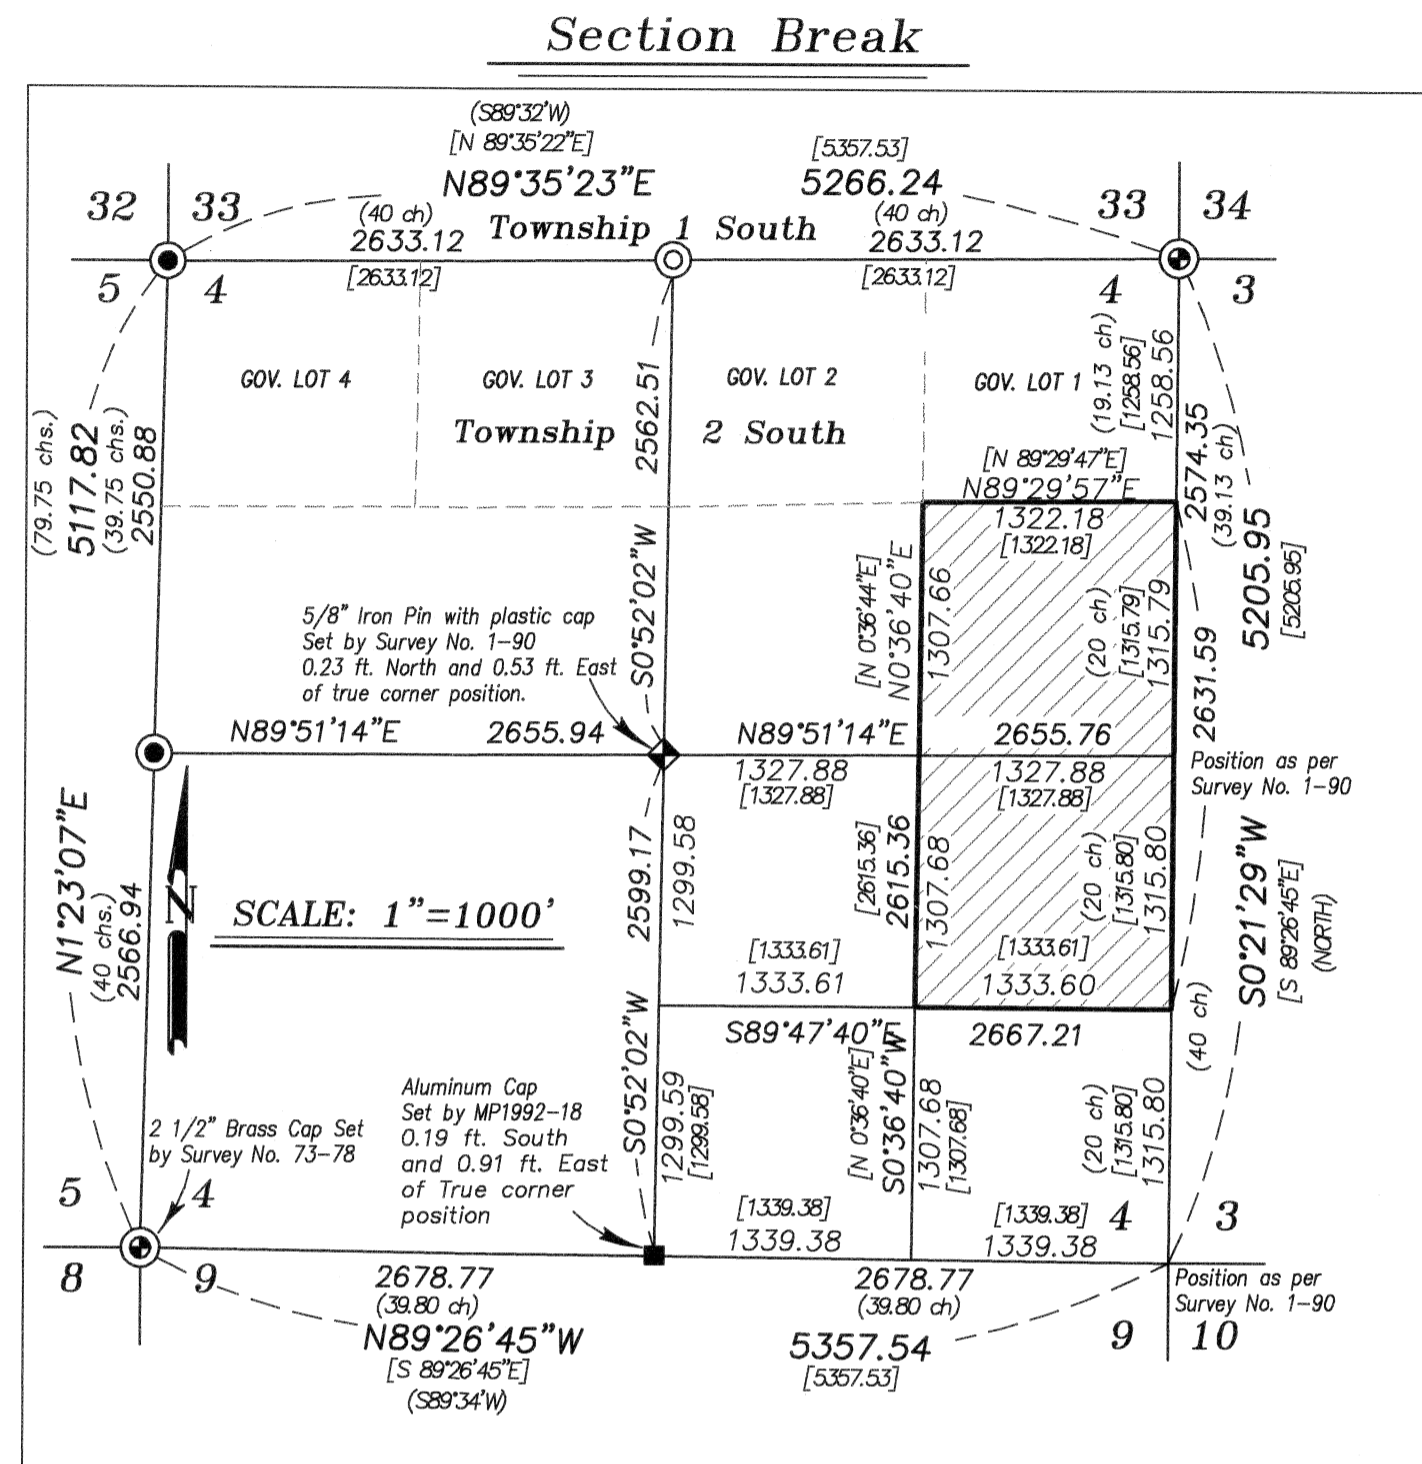 Section Break
(S89°32'W)
[N 89°35'22"E]
[5357.53]
N89°35'23"E
5266.24
32
33
33
34
(40 ch)
(40 ch)
2633.12
Township 1 South
2633.12
[2633.12]
[2633.12]
5
4
4
3
GOV. LOT 4
GOV. LOT 3
GOV. LOT 2
GOV. LOT 1
(19.13 ch)
[1258.56]
1258.56
Township 2 South
2562.51
2574.35
(39.13 ch)
5205.95
[5205.95]
(79.75 chs.)
5117.82
(39.75 chs.)
2550.88
[N 89°29'47"E]
N89°29'57"E
1322.18
[1322.18]
S0°52'02"W
[N 0°36'44"E]
N0°36'40"E
1307.66
(20 ch)
[1315.79]
1315.79
2631.59
5/8" Iron Pin with plastic cap
Set by Survey No. 1-90
0.23 ft. North and 0.53 ft. East
of true corner position.
N89°51'14"E
2655.94
N89°51'14"E
2655.76
1327.88
[1327.88]
1327.88
[1327.88]
Position as per
Survey No. 1-90
N1°23'07"E
(40 chs.)
2566.94
N
SCALE: 1"=1000'
2599.17
1299.58
[2615.36]
2615.36
1307.68
(20 ch)
[1315.80]
1315.80
S0°21'29"W
[S 89°26'45"E]
(NORTH)
[1333.61]
1333.61
[1333.61]
1333.60
S89°47'40"E
2667.21
(40 ch)
S0°52'02"W
1299.59
[1299.58]
[N 0°36'40"E]
S0°36'40"W
1307.68
[1307.68]
(20 ch)
[1315.80]
1315.80
Aluminum Cap
Set by MP1992-18
0.19 ft. South
and 0.91 ft. East
of True corner
position
2 1/2" Brass Cap Set
by Survey No. 73-78
5
4
[1339.38]
1339.38
[1339.38]
1339.38
4
3
8
9
2678.77
(39.80 ch)
2678.77
(39.80 ch)
Position as per
Survey No. 1-90
N89°26'45"W
[S 89°26'45"E]
(S89°34'W)
5357.54
[5357.53]
9
10